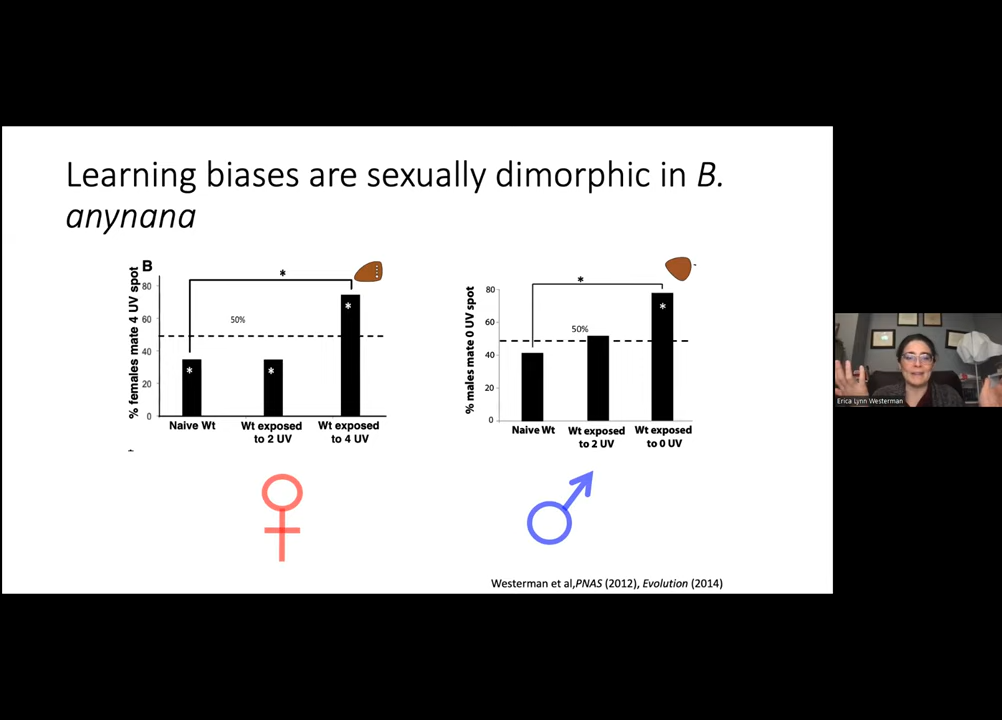 Learning biases are sexually dimorphic in B.
anynana
B
% females mate 4 UV spot
80
60
40
20
0
50%
*
*
*
*
Naive Wt
Wt exposed
to 2 UV
Wt exposed
to 4 UV
% males mate 0 UV spot
80
60
40
20
0
50%
*
*
Naive Wt
Wt exposed
to 2 UV
Wt exposed
to 0 UV
Westerman et al,PNAS (2012), Evolution (2014)
Erica Lynn Westerman